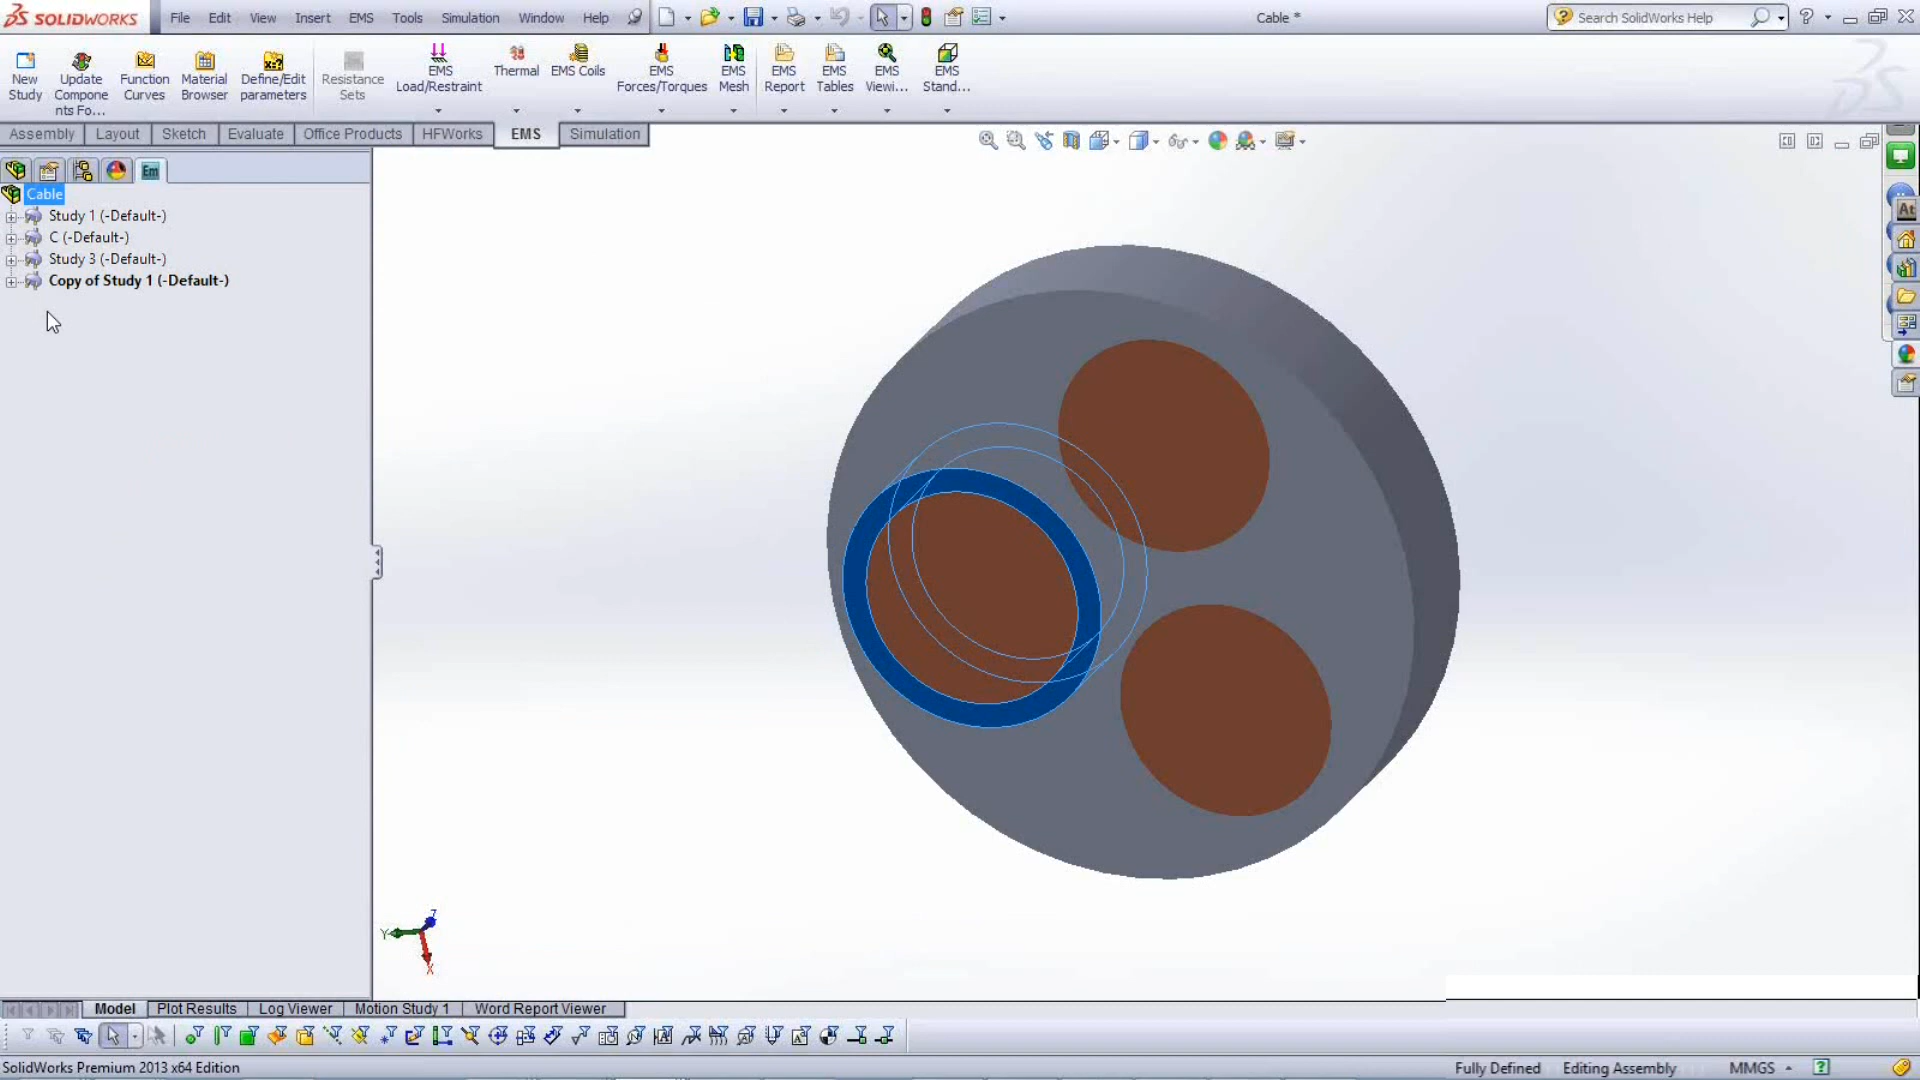 SOLIDWORKS File Edit View Insert EMS Tools Simulation Window Help Cable * Search SolidWorks Help
New Study
Update Compone nts Fo...
Function Curves
Material Browser
Define/Edit parameters
Resistance Sets
EMS Load/Restraint
Thermal
EMS Coils
EMS Forces/Torques
EMS Mesh
EMS Report
EMS Tables
EMS Viewi...
EMS Stand...
Assembly Layout Sketch Evaluate Office Products HFWorks EMS Simulation
Em
Cable
Study 1 (-Default-)
C (-Default-)
Study 3 (-Default-)
Copy of Study 1 (-Default-)
At
Z
Y
X
Model Plot Results Log Viewer Motion Study 1 Word Report Viewer
SolidWorks Premium 2013 x64 Edition Fully Defined Editing Assembly MMGS